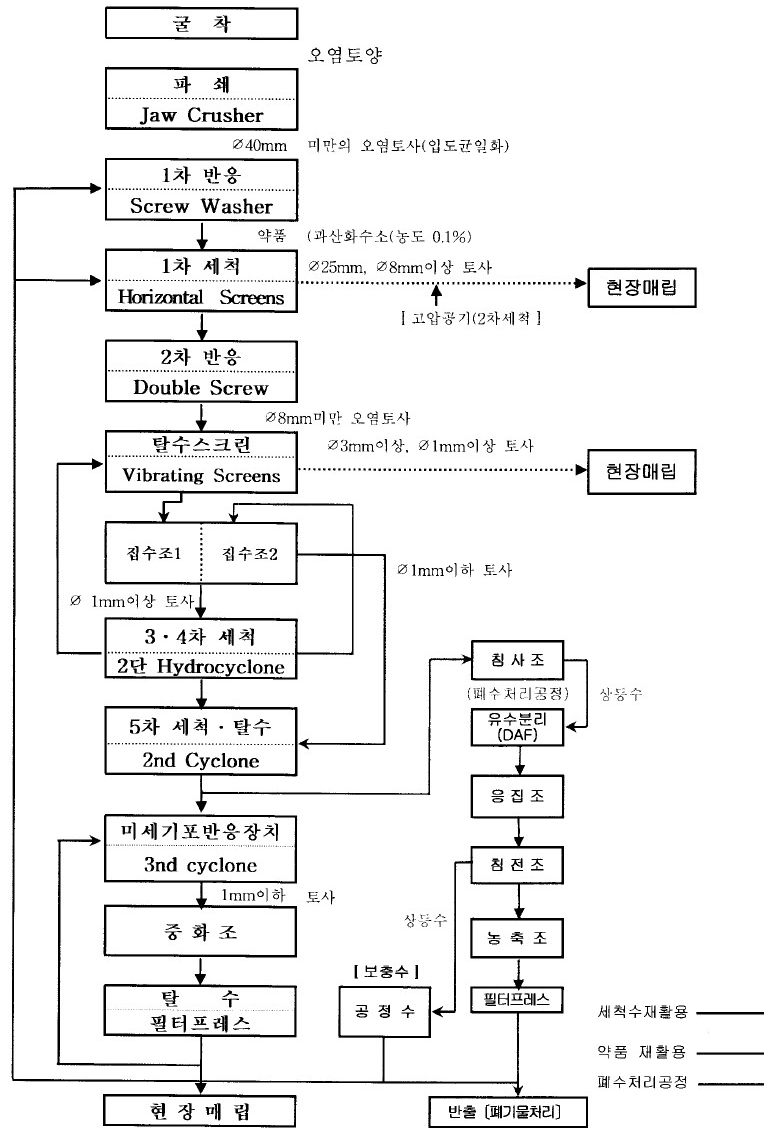 굴 착
오염토양
파 쇄
Jaw Crusher
∅40mm 미만의 오염토사(입도균일화)
1차 반응
Screw Washer
약품 (과산화수소(농도 0.1%)
1차 세척
Horizontal Screens
∅25mm, ∅8mm이상 토사
현장매립
[ 고압공기(2차세척 ]
2차 반응
Double Screw
∅8mm미만 오염토사
탈수스크린
Vibrating Screens
∅3mm이상, ∅1mm이상 토사
현장매립
집수조1
집수조2
∅1mm이하 토사
∅ 1mm이상 토사
3·4차 세척
2단 Hydrocyclone
침사조
(폐수처리공정)
상등수
유수분리
(DAF)
5차 세척·탈수
2nd Cyclone
응집조
미세기포반응장치
3nd cyclone
침전조
1mm이하 토사
상등수
중화조
농축조
[ 보충수 ]
탈 수
필터프레스
공정수
필터프레스
세척수재활용
약품 재활용
폐수처리공정
현장매립
반출 [폐기물처리]